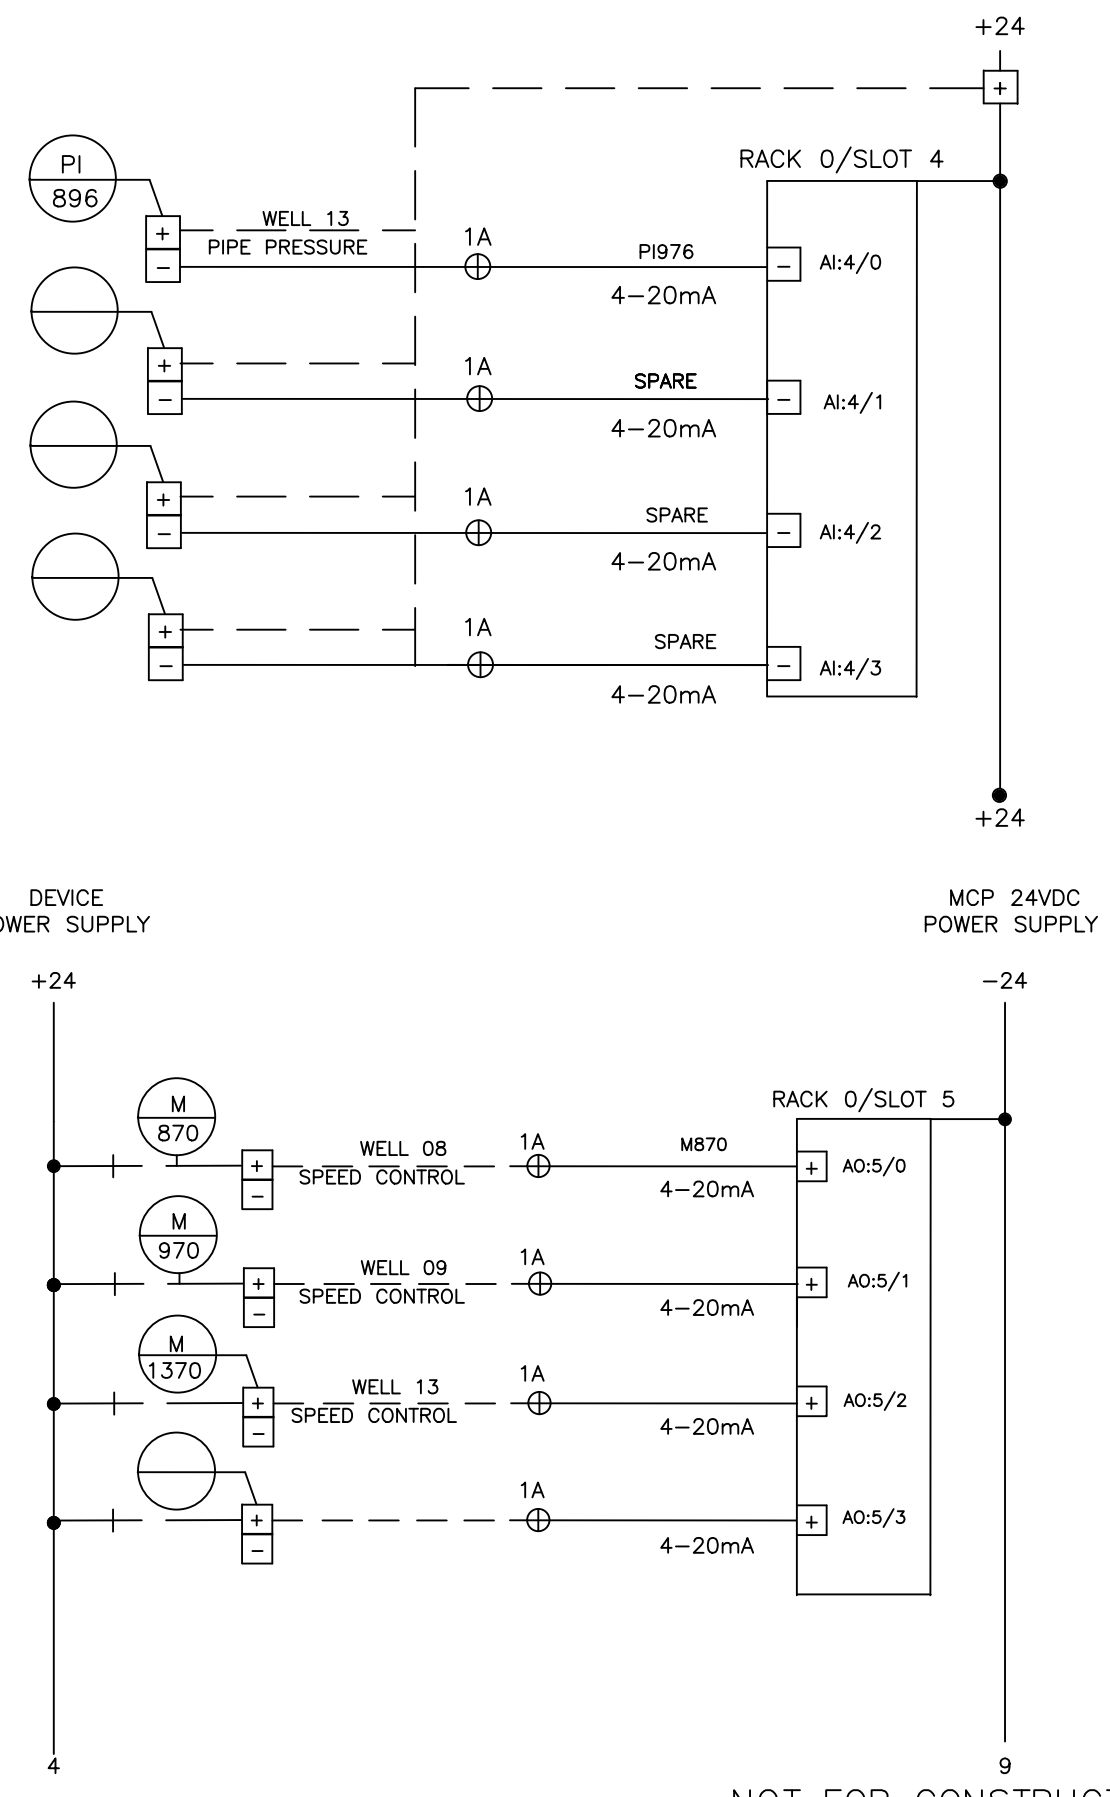 +24
+
RACK 0/SLOT 4
PI
896
+
WELL 13
PIPE PRESSURE
−
1A
PI976
−
AI:4/0
4−20mA
+
−
1A
SPARE
−
AI:4/1
4−20mA
+
−
1A
SPARE
−
AI:4/2
4−20mA
+
−
1A
SPARE
−
AI:4/3
4−20mA
+24
DEVICE
OWER SUPPLY
MCP 24VDC
POWER SUPPLY
+24
−24
RACK 0/SLOT 5
M
870
+
−
WELL 08
SPEED CONTROL
1A
M870
4−20mA
+
AO:5/0
M
970
+
−
WELL 09
SPEED CONTROL
1A
4−20mA
+
AO:5/1
M
1370
+
−
WELL 13
SPEED CONTROL
1A
4−20mA
+
AO:5/2
+
−
1A
4−20mA
+
AO:5/3
4
9
NOT FOR CONSTRUCT